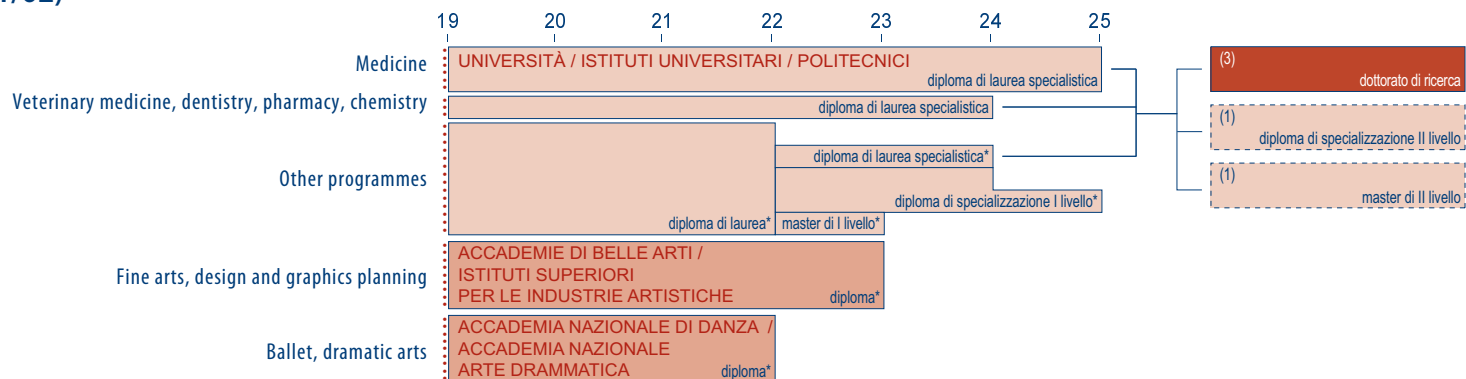 19 20 21 22 23 24 25
Medicine
UNIVERSITÀ / ISTITUTI UNIVERSITARI / POLITECNICI
diploma di laurea specialistica
(3)
dottorato di ricerca
Veterinary medicine, dentistry, pharmacy, chemistry
diploma di laurea specialistica
(1)
diploma di specializzazione II livello
Other programmes
diploma di laurea specialistica*
diploma di specializzazione I livello*
diploma di laurea*
master di I livello*
(1)
master di II livello
Fine arts, design and graphics planning
ACCADEMIE DI BELLE ARTI /
ISTITUTI SUPERIORI
PER LE INDUSTRIE ARTISTICHE
diploma*
Ballet, dramatic arts
ACCADEMIA NAZIONALE DI DANZA /
ACCADEMIA NAZIONALE
ARTE DRAMMATICA
diploma*